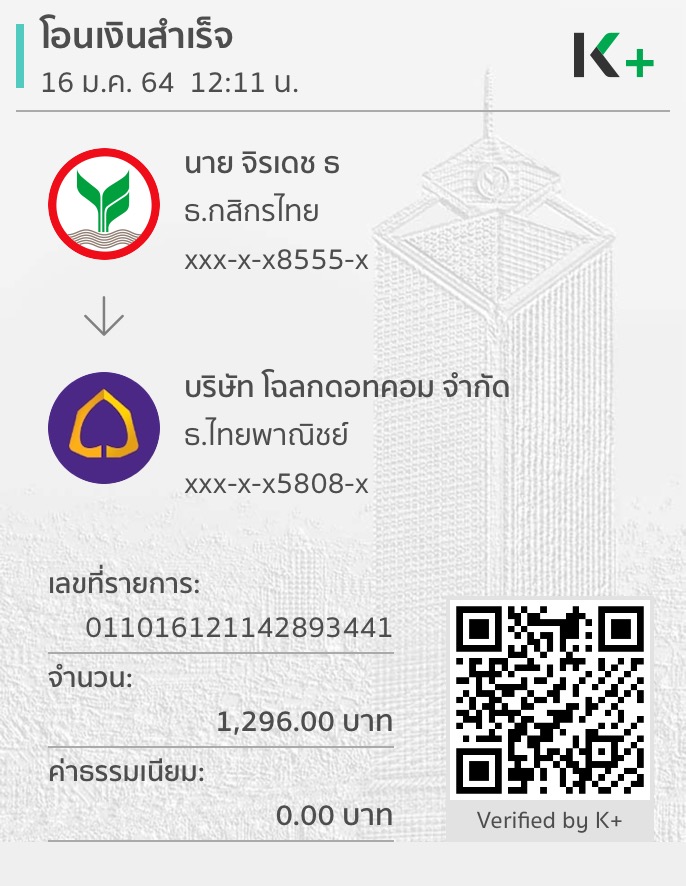 โอนเงินสำเร็จ
16 ม.ค. 64 12:11 น.
K+
นาย จิรเดช ธ
ธ.กสิกรไทย
xxx-x-x8555-x
บริษัท โฉลกดอทคอม จำกัด
ธ.ไทยพาณิชย์
xxx-x-x5808-x
เลขที่รายการ:
011016121142893441
จำนวน:
1,296.00 บาท
ค่าธรรมเนียม:
0.00 บาท
Verified by K+